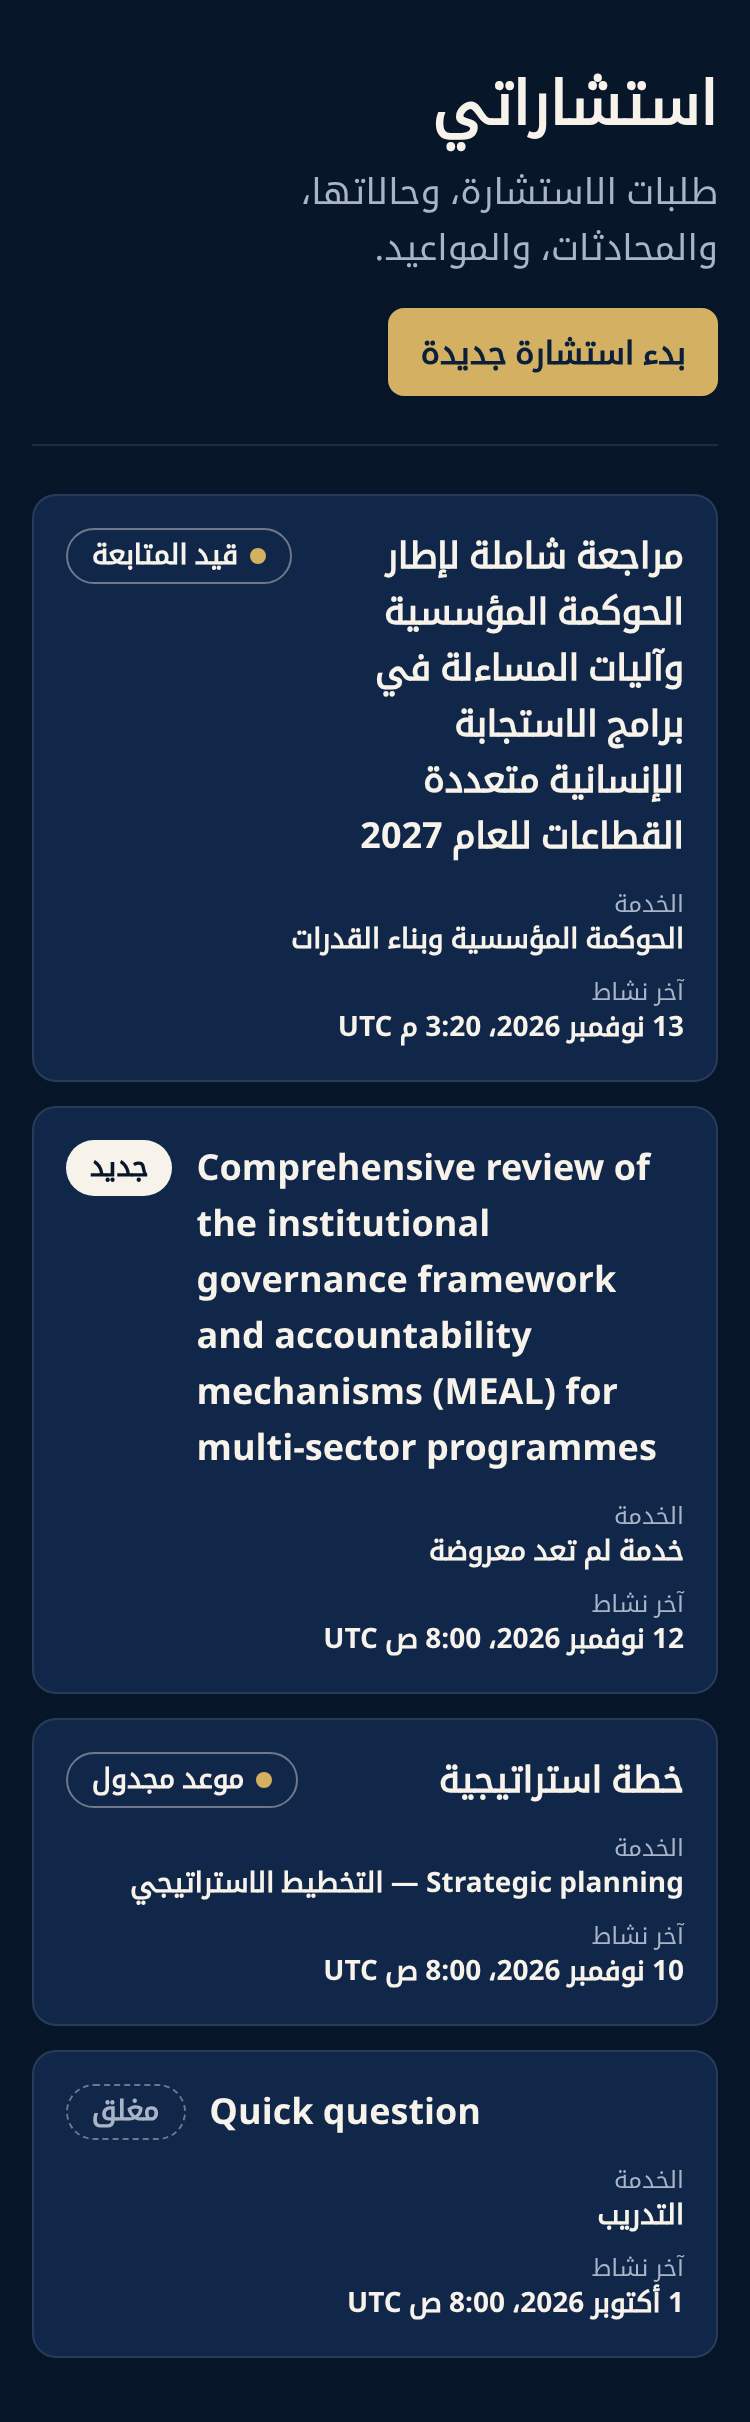 استشاراتي
طلبات الاستشارة، وحالاتها،
والمحادثات، والمواعيد.
بدء استشارة جديدة
مراجعة شاملة لإطار
الحوكمة المؤسسية
وآليات المساءلة في
برامج الاستجابة
الإنسانية متعددة
القطاعات للعام 2027
قيد المتابعة
الخدمة
الحوكمة المؤسسية وبناء القدرات
آخر نشاط
13 نوفمبر 2026، 3:20 م UTC
Comprehensive review of
the institutional
governance framework
and accountability
mechanisms (MEAL) for
multi-sector programmes
جديد
الخدمة
خدمة لم تعد معروضة
آخر نشاط
12 نوفمبر 2026، 8:00 ص UTC
خطة استراتيجية
موعد مجدول
الخدمة
Strategic planning — التخطيط الاستراتيجي
آخر نشاط
10 نوفمبر 2026، 8:00 ص UTC
Quick question
مغلق
الخدمة
التدريب
آخر نشاط
1 أكتوبر 2026، 8:00 ص UTC